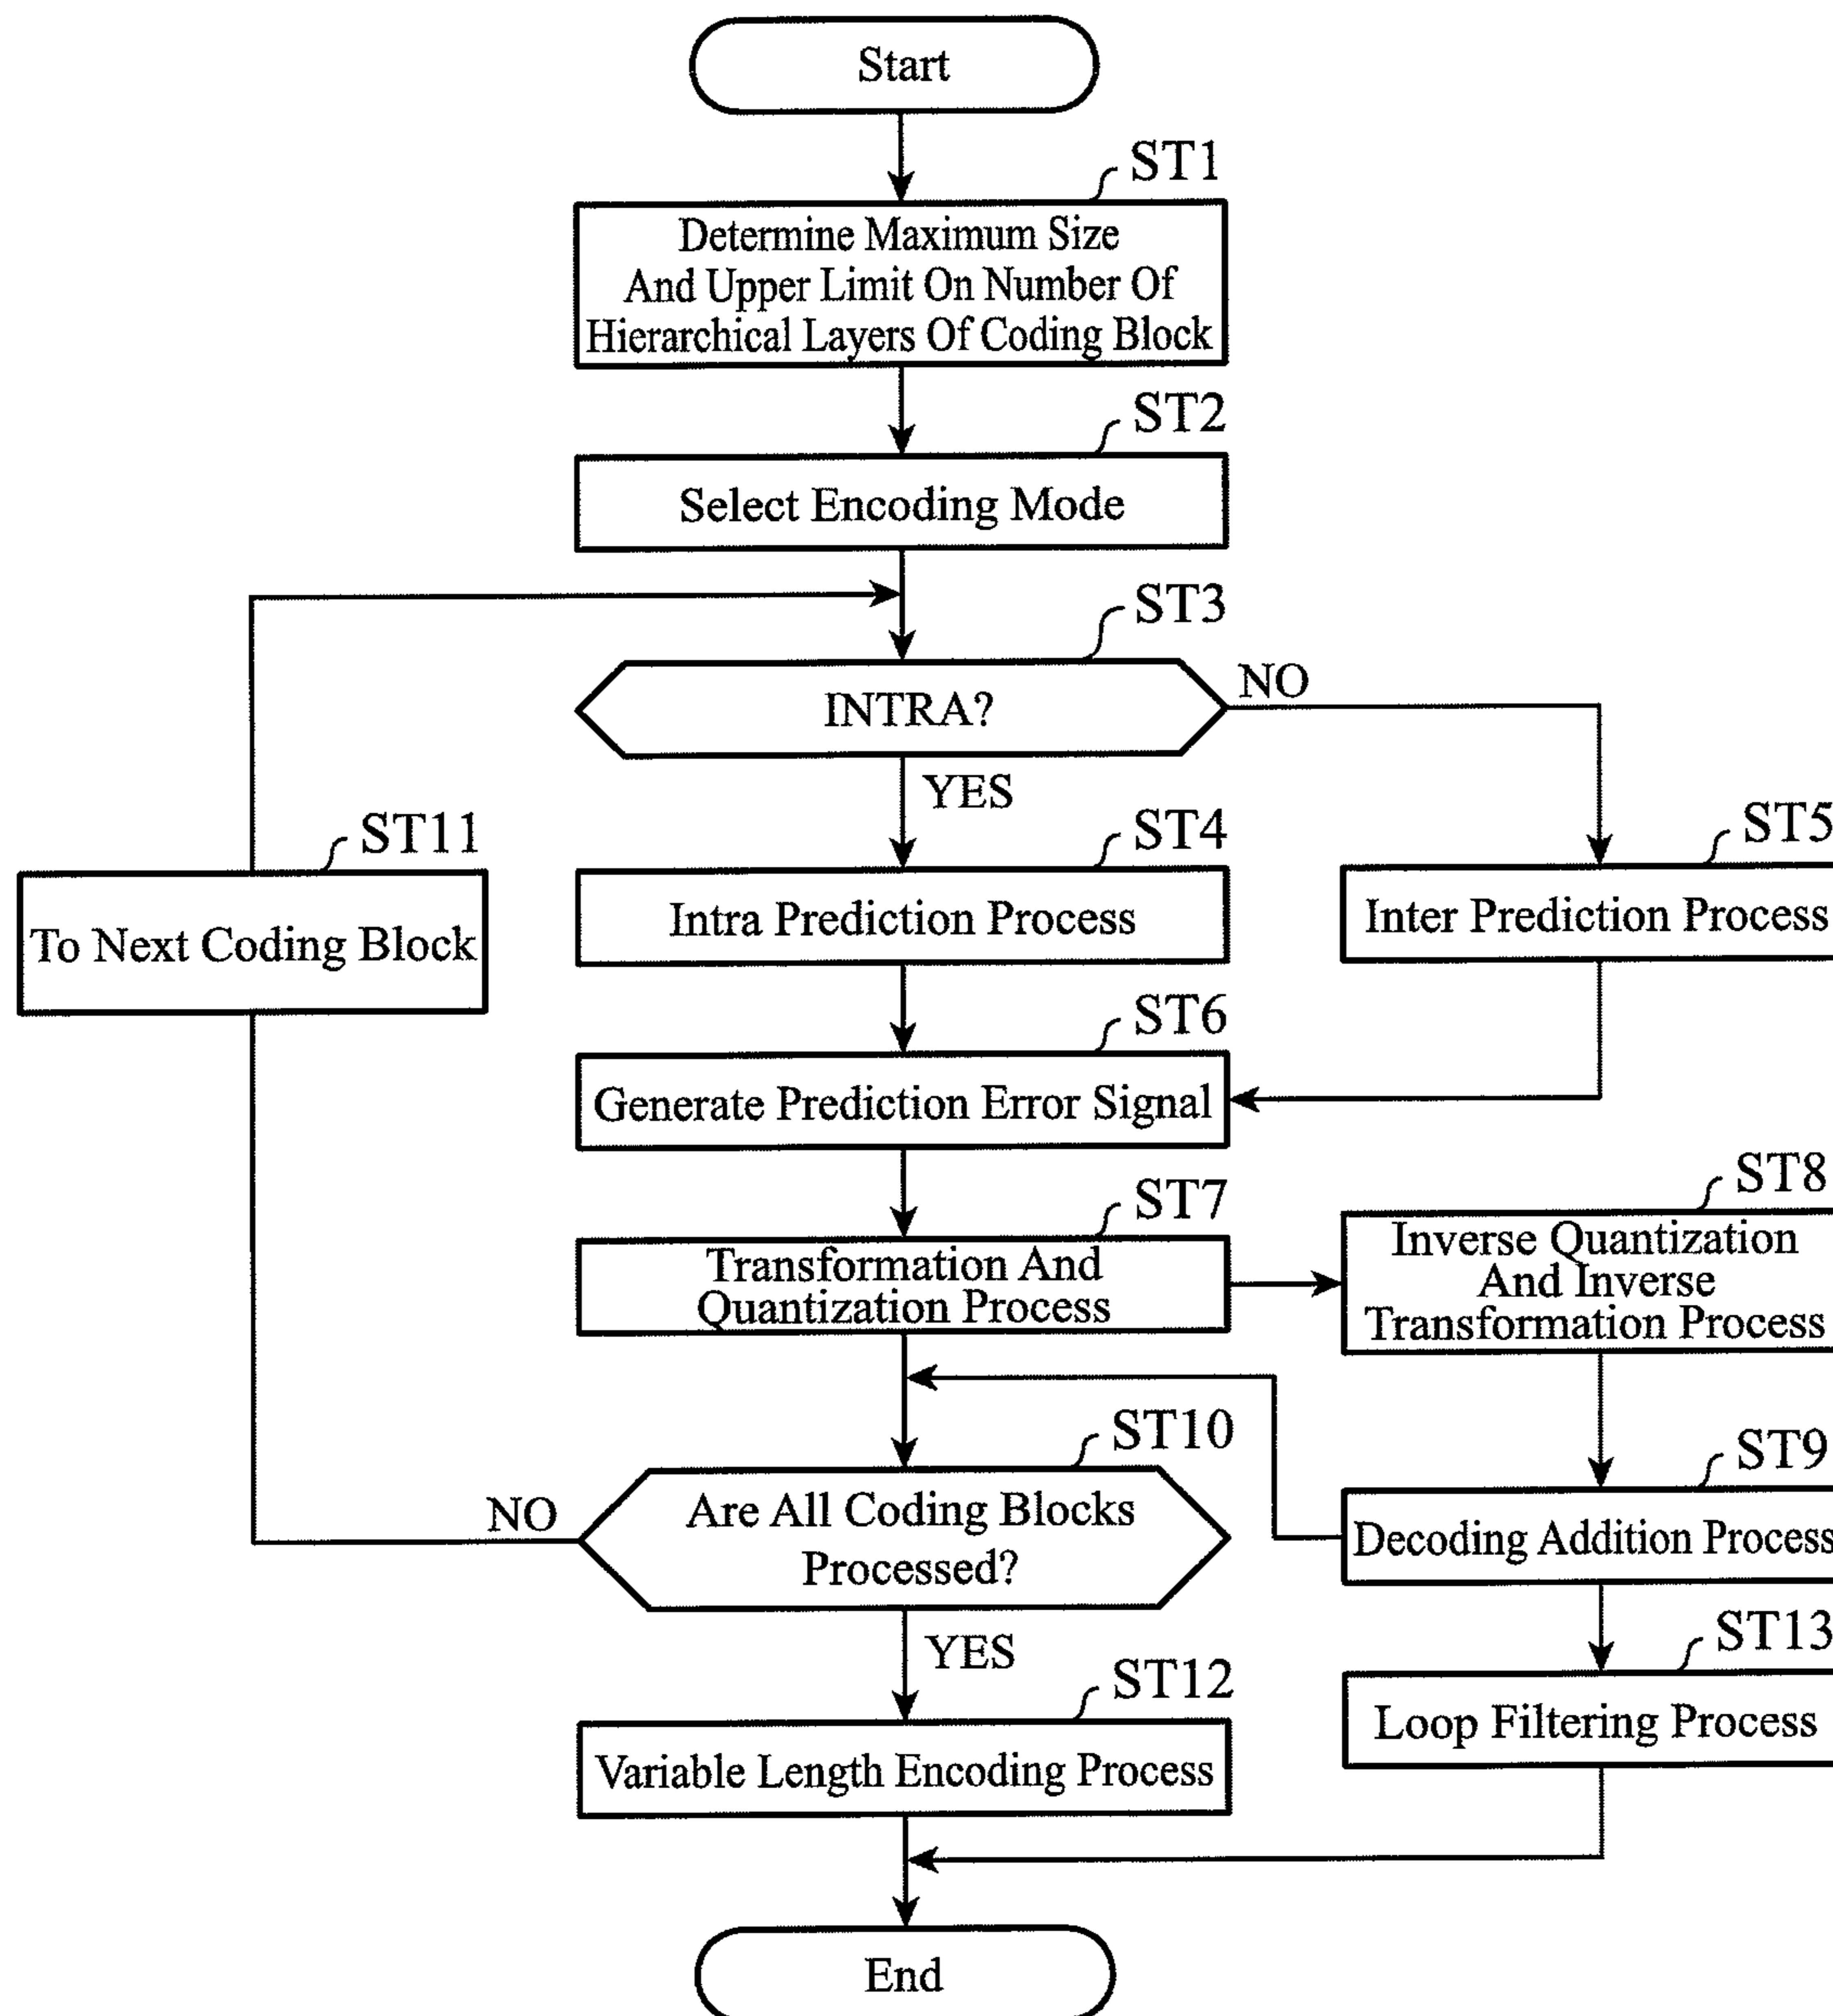 Start
ST1
Determine Maximum Size
And Upper Limit On Number Of
Hierarchical Layers Of Coding Block
ST2
Select Encoding Mode
ST3
INTRA?
NO
YES
ST11
To Next Coding Block
ST4
Intra Prediction Process
ST5
Inter Prediction Process
ST6
Generate Prediction Error Signal
ST7
Transformation And
Quantization Process
ST8
Inverse Quantization
And Inverse
Transformation Process
ST10
Are All Coding Blocks
Processed?
NO
YES
ST9
Decoding Addition Process
ST13
Loop Filtering Process
ST12
Variable Length Encoding Process
End